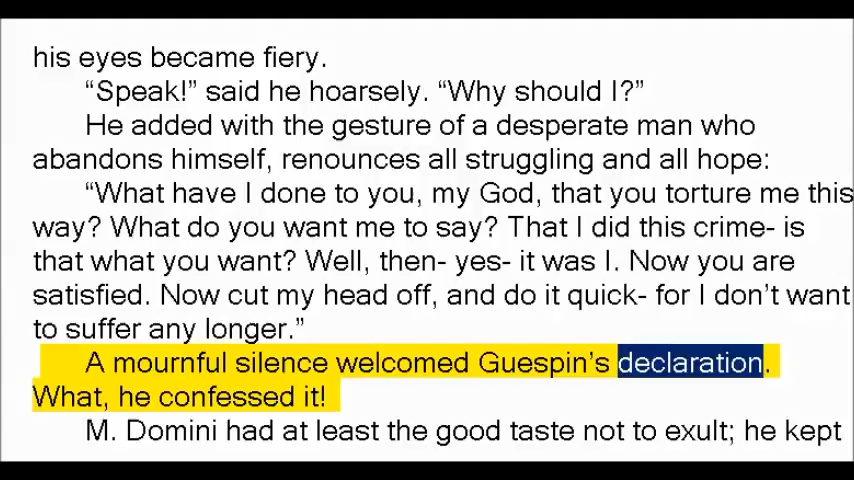 his eyes became fiery.
“Speak!” said he hoarsely. “Why should I?”
He added with the gesture of a desperate man who
abandons himself, renounces all struggling and all hope:
“What have I done to you, my God, that you torture me this
way? What do you want me to say? That I did this crime- is
that what you want? Well, then- yes- it was I. Now you are
satisfied. Now cut my head off, and do it quick- for I don’t want
to suffer any longer.”
A mournful silence welcomed Guespin’s declaration.
What, he confessed it!
M. Domini had at least the good taste not to exult; he kept